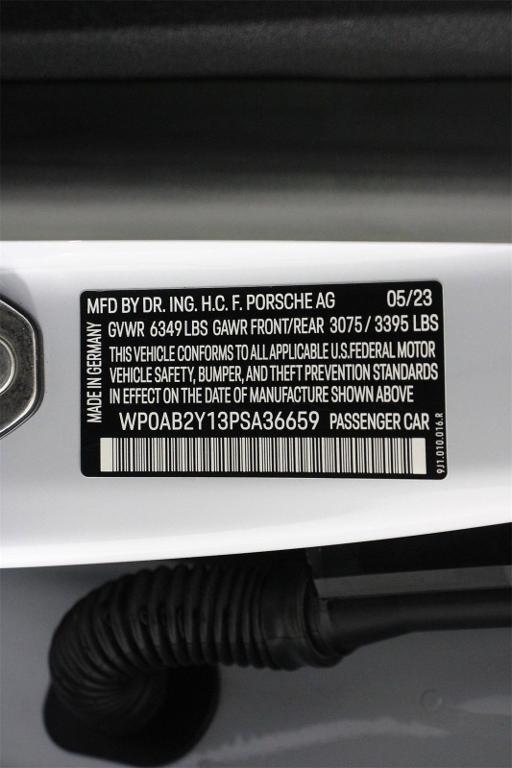 MFD BY DR. ING. H.C. F. PORSCHE AG 05/23
GVWR 6349 LBS GAWR FRONT/REAR 3075 / 3395 LBS
THIS VEHICLE CONFORMS TO ALL APPLICABLE U.S.FEDERAL MOTOR
VEHICLE SAFETY, BUMPER, AND THEFT PREVENTION STANDARDS
IN EFFECT ON THE DATE OF MANUFACTURE SHOWN ABOVE
WP0AB2Y13PSA36659 PASSENGER CAR
MADE IN GERMANY
9J1.010.016.R